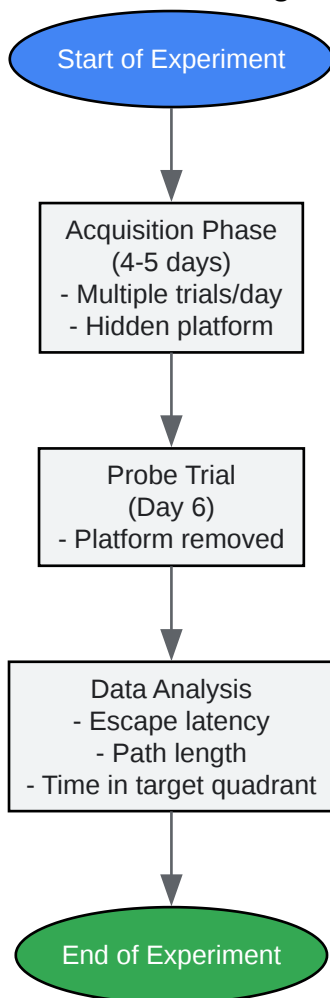 Start of Experiment
Acquisition Phase
(4-5 days)
- Multiple trials/day
- Hidden platform
Probe Trial
(Day 6)
- Platform removed
Data Analysis
- Escape latency
- Path length
- Time in target quadrant
End of Experiment